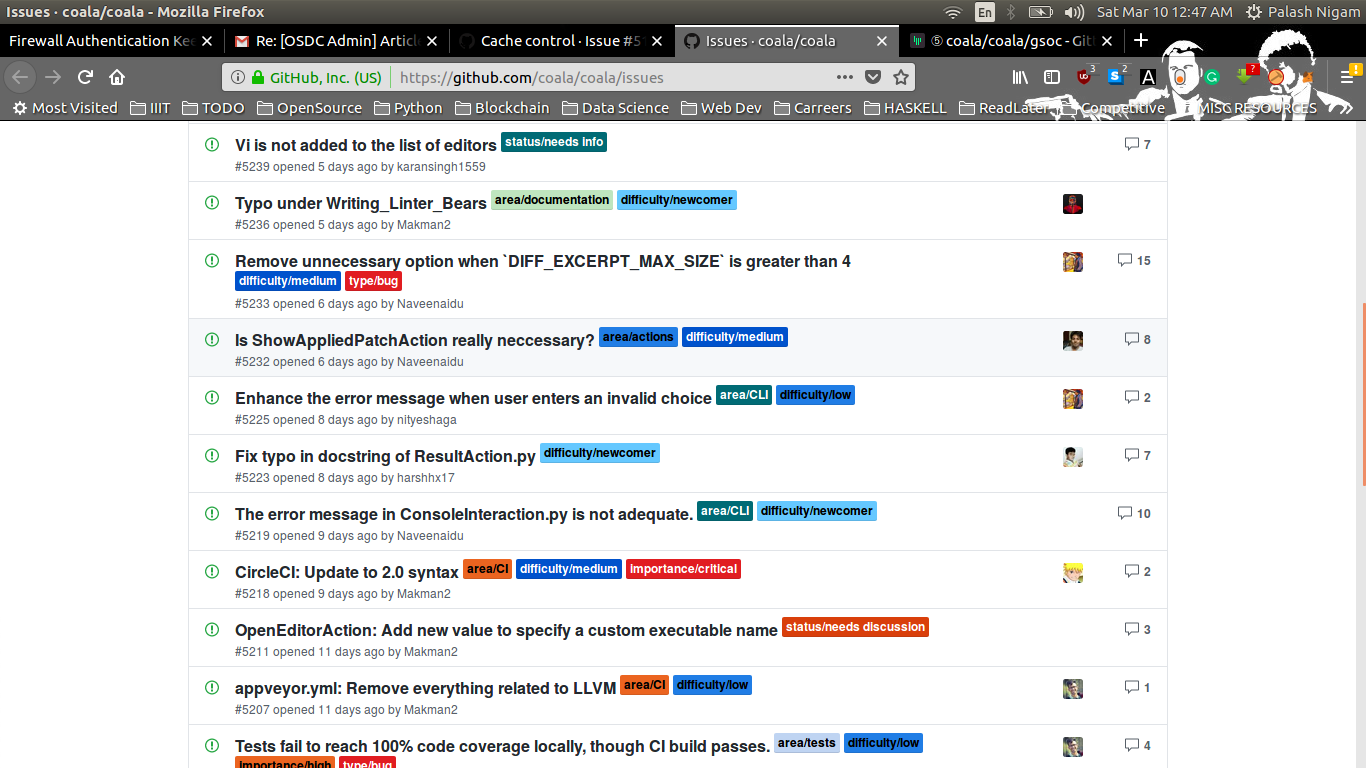 Issues · coala/coala - Mozilla Firefox
En
Sat Mar 10 12:47 AM
Palash Nigam
Firewall Authentication Kee
Re: [OSDC Admin] Article
Cache control · Issue #51
Issues · coala/coala
⑤ coala/coala/gsoc - Git
GitHub, Inc. (US)
https://github.com/coala/coala/issues
3
2
A
?
Most Visited
IIIT
TODO
OpenSource
Python
Blockchain
Data Science
Web Dev
Carreers
HASKELL
ReadLater
Competitive
MISC RESOURCES
Vi is not added to the list of editors status/needs info
7
#5239 opened 5 days ago by karansingh1559
Typo under Writing_Linter_Bears area/documentation difficulty/newcomer
#5236 opened 5 days ago by Makman2
Remove unnecessary option when `DIFF_EXCERPT_MAX_SIZE` is greater than 4
15
difficulty/medium type/bug
#5233 opened 6 days ago by Naveenaidu
Is ShowAppliedPatchAction really neccessary? area/actions difficulty/medium
8
#5232 opened 6 days ago by Naveenaidu
Enhance the error message when user enters an invalid choice area/CLI difficulty/low
2
#5225 opened 8 days ago by nityeshaga
Fix typo in docstring of ResultAction.py difficulty/newcomer
7
#5223 opened 8 days ago by harshhx17
The error message in ConsoleInteraction.py is not adequate. area/CLI difficulty/newcomer
10
#5219 opened 9 days ago by Naveenaidu
CircleCI: Update to 2.0 syntax area/CI difficulty/medium importance/critical
2
#5218 opened 9 days ago by Makman2
OpenEditorAction: Add new value to specify a custom executable name status/needs discussion
3
#5211 opened 11 days ago by Makman2
appveyor.yml: Remove everything related to LLVM area/CI difficulty/low
1
#5207 opened 11 days ago by Makman2
Tests fail to reach 100% code coverage locally, though CI build passes. area/tests difficulty/low
4
importance/high type/bug